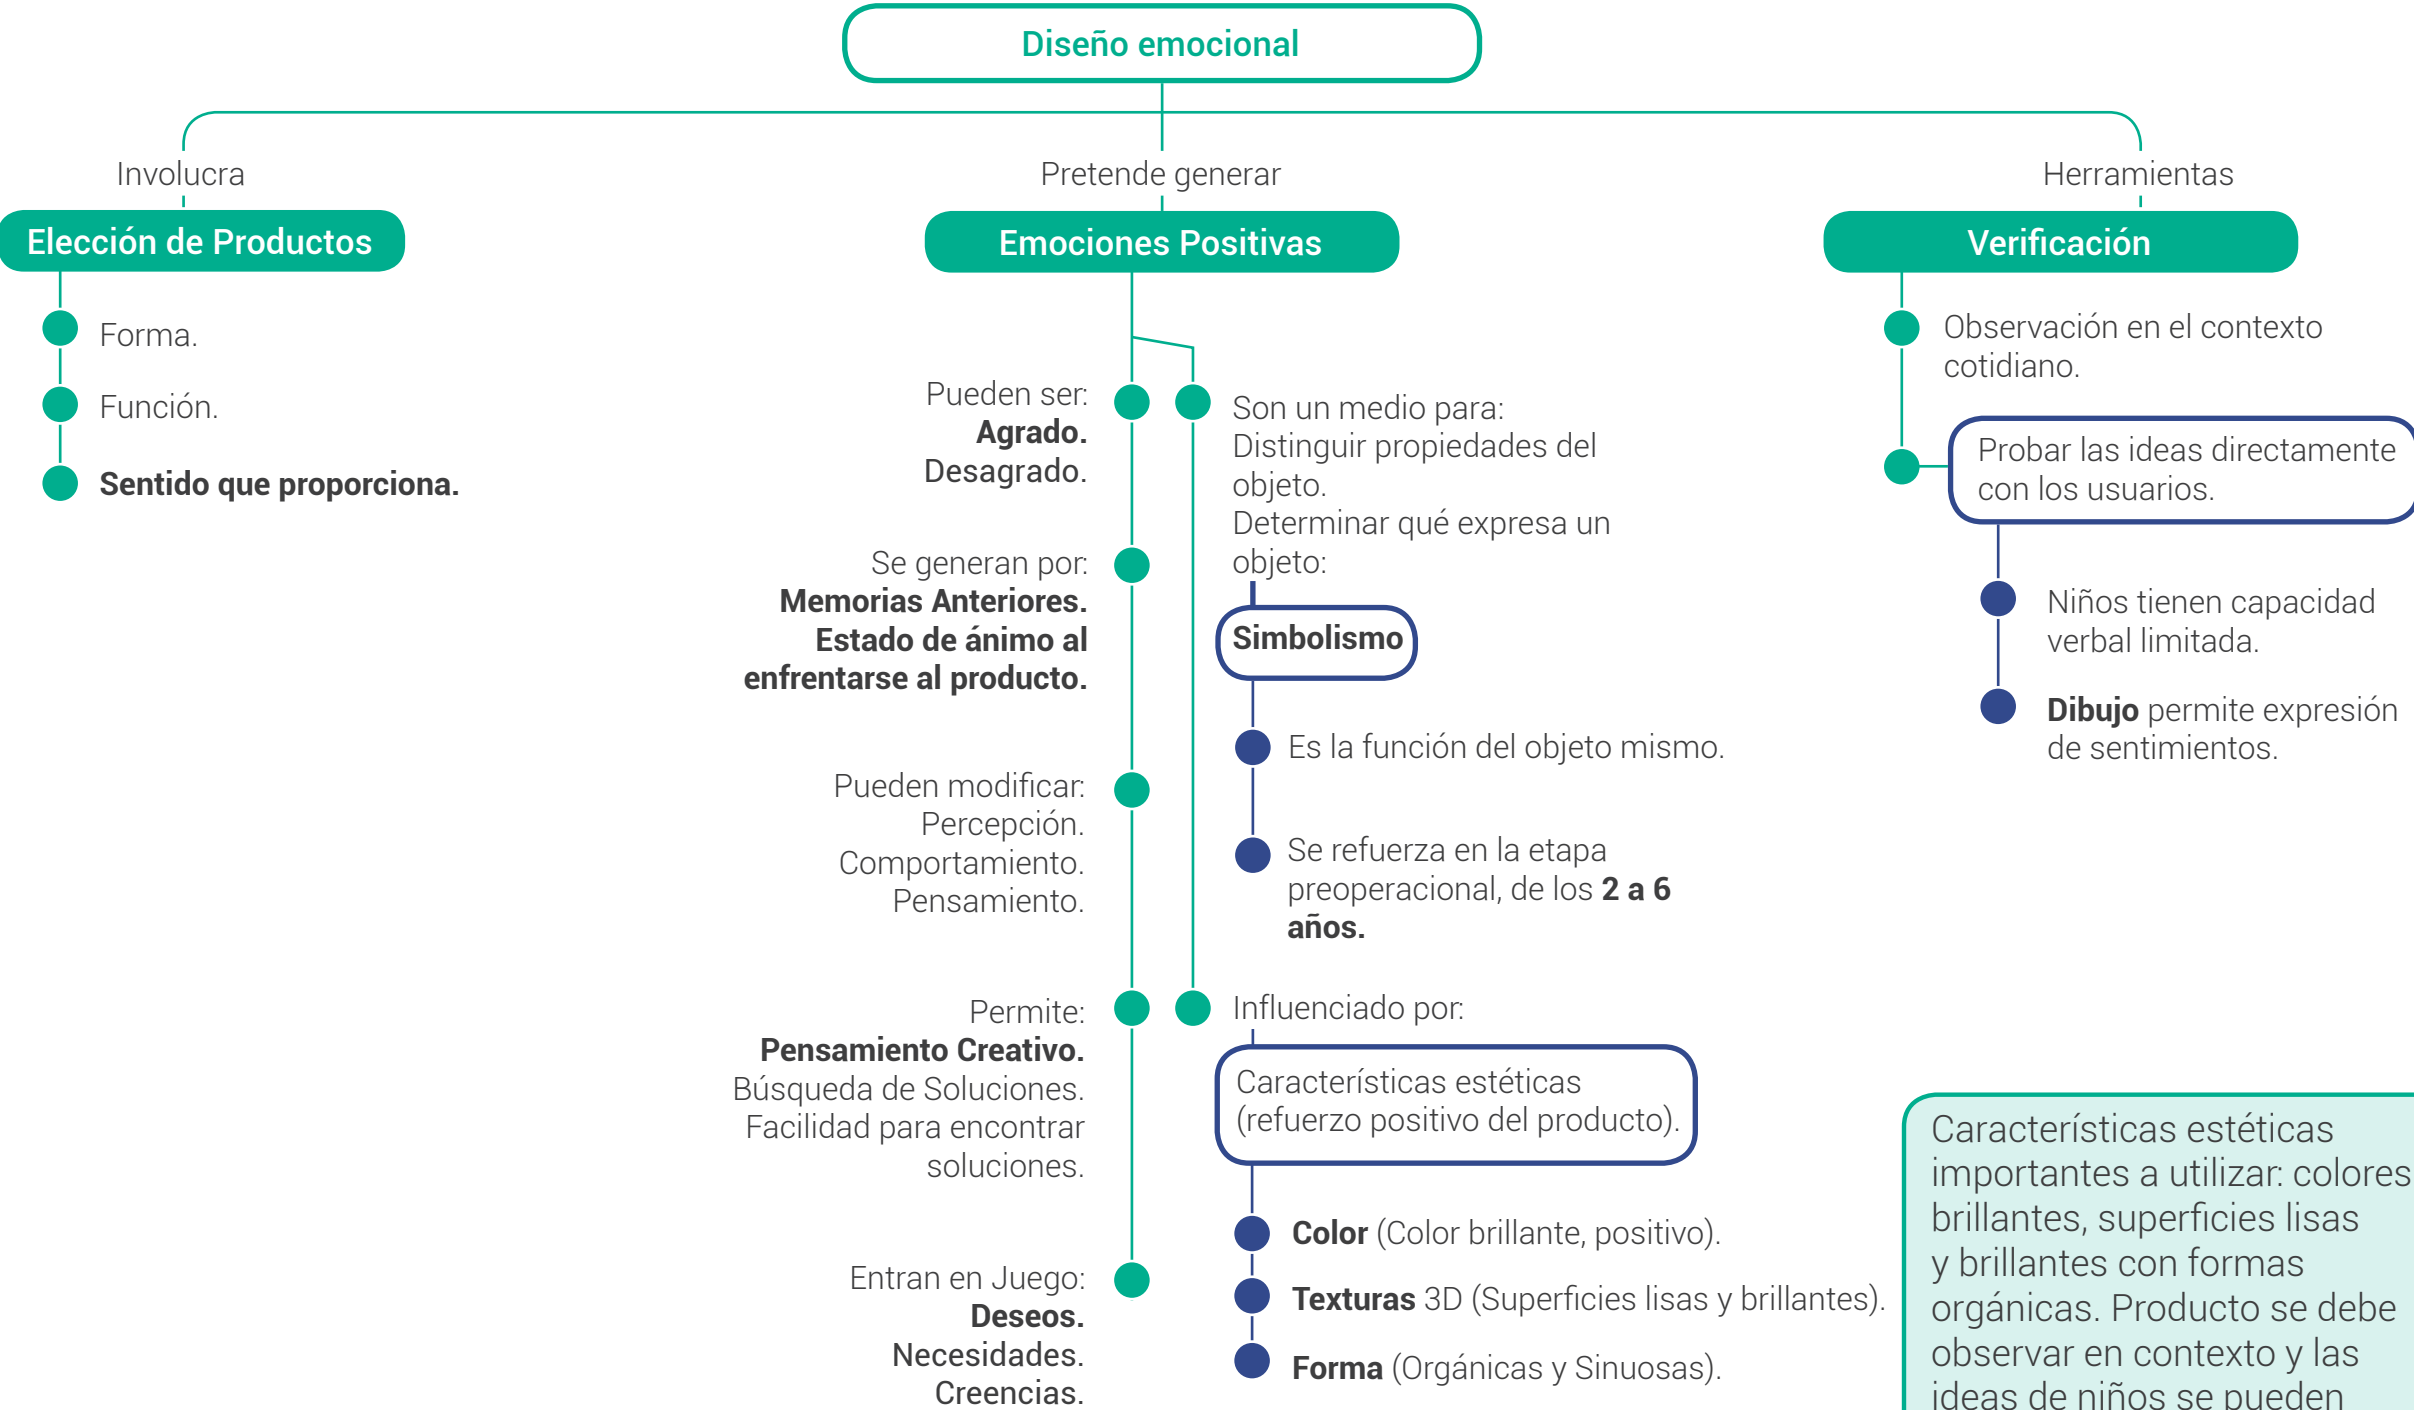 Diseño emocional
Involucra
Elección de Productos
Forma.
Función.
Sentido que proporciona.
Pretende generar
Emociones Positivas
Pueden ser:
Agrado.
Desagrado.
Se generan por:
Memorias Anteriores.
Estado de ánimo al
enfrentarse al producto.
Pueden modificar:
Percepción.
Comportamiento.
Pensamiento.
Permite:
Pensamiento Creativo.
Búsqueda de Soluciones.
Facilidad para encontrar
soluciones.
Entran en Juego:
Deseos.
Necesidades.
Creencias.
Son un medio para:
Distinguir propiedades del
objeto.
Determinar qué expresa un
objeto:
Simbolismo
Es la función del objeto mismo.
Se refuerza en la etapa
preoperacional, de los 2 a 6
años.
Influenciado por:
Características estéticas
(refuerzo positivo del producto).
Color (Color brillante, positivo).
Texturas 3D (Superficies lisas y brillantes).
Forma (Orgánicas y Sinuosas).
Herramientas
Verificación
Observación en el contexto
cotidiano.
Probar las ideas directamente
con los usuarios.
Niños tienen capacidad
verbal limitada.
Dibujo permite expresión
de sentimientos.
Características estéticas
importantes a utilizar: colores
brillantes, superficies lisas
y brillantes con formas
orgánicas. Producto se debe
observar en contexto y las
ideas de niños se pueden